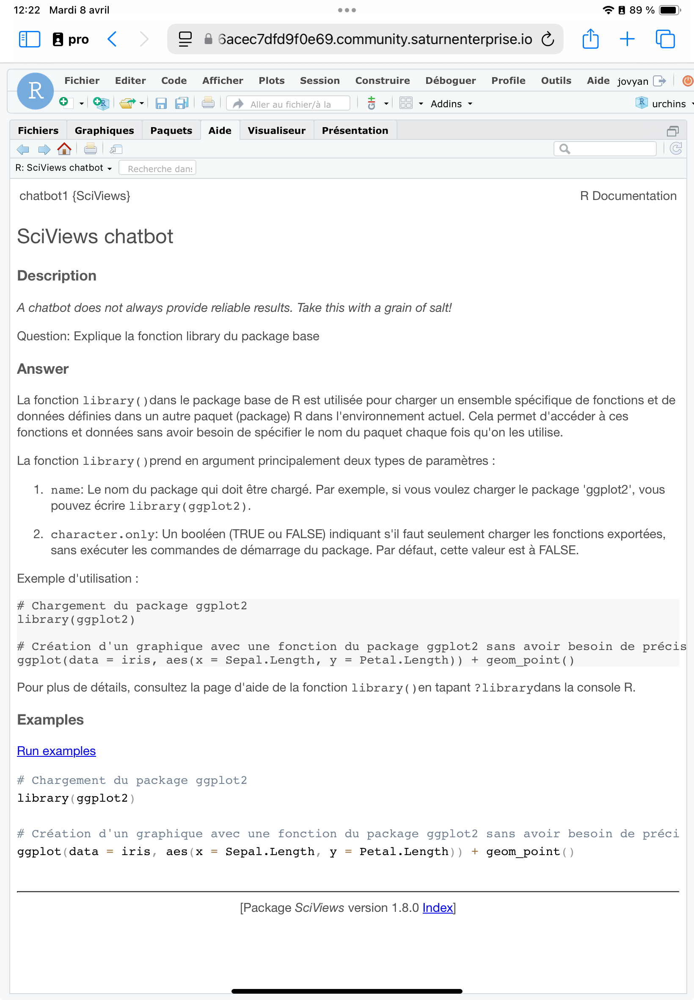 12:22 Mardi 8 avril 89 %
pro 6acec7dfd9f0e69.community.saturnenterprise.io
R Fichier Editer Code Afficher Plots Session Construire Déboguer Profile Outils Aide jovyan
Aller au fichier/à la Git Addins R urchins
Fichiers Graphiques Paquets Aide Visualiseur Présentation
R: SciViews chatbot Recherche dans
chatbot1 {SciViews} R Documentation
SciViews chatbot
Description
A chatbot does not always provide reliable results. Take this with a grain of salt!
Question: Explique la fonction library du package base
Answer
La fonction library()dans le package base de R est utilisée pour charger un ensemble spécifique de fonctions et de
données définies dans un autre paquet (package) R dans l'environnement actuel. Cela permet d'accéder à ces
fonctions et données sans avoir besoin de spécifier le nom du paquet chaque fois qu'on les utilise.
La fonction library()prend en argument principalement deux types de paramètres :
1. name: Le nom du package qui doit être chargé. Par exemple, si vous voulez charger le package 'ggplot2', vous
pouvez écrire library(ggplot2).
2. character.only: Un booléen (TRUE ou FALSE) indiquant s'il faut seulement charger les fonctions exportées,
sans exécuter les commandes de démarrage du package. Par défaut, cette valeur est à FALSE.
Exemple d'utilisation :
# Chargement du package ggplot2
library(ggplot2)
# Création d'un graphique avec une fonction du package ggplot2 sans avoir besoin de précis
ggplot(data = iris, aes(x = Sepal.Length, y = Petal.Length)) + geom_point()
Pour plus de détails, consultez la page d'aide de la fonction library()en tapant ?librarydans la console R.
Examples
Run examples
# Chargement du package ggplot2
library(ggplot2)
# Création d'un graphique avec une fonction du package ggplot2 sans avoir besoin de préci
ggplot(data = iris, aes(x = Sepal.Length, y = Petal.Length)) + geom_point()
[Package SciViews version 1.8.0 Index]